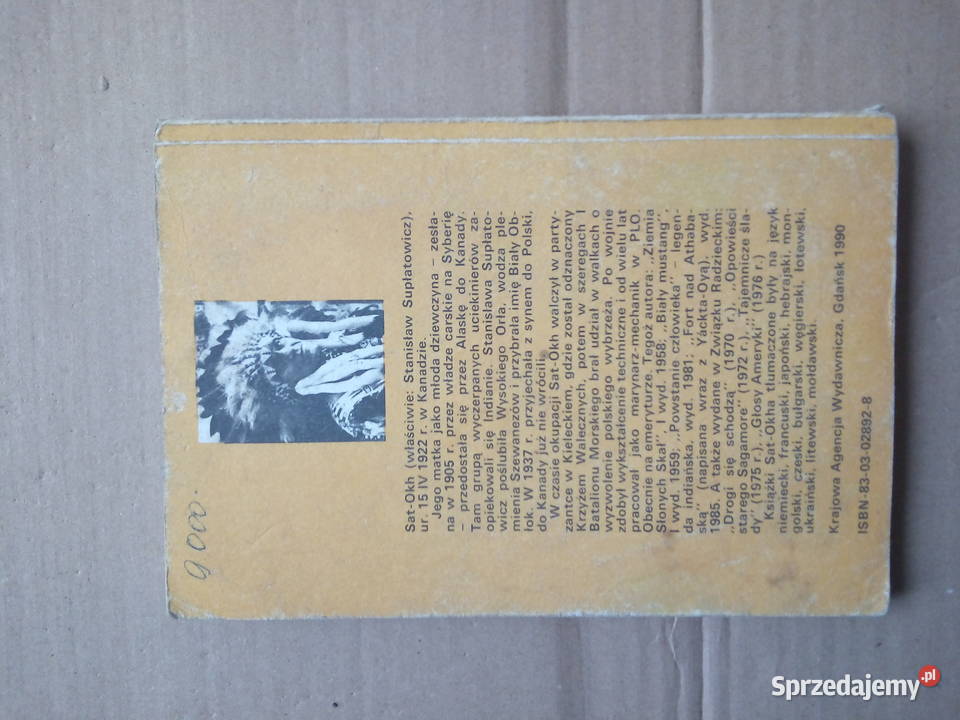 9 000.
Sat-Okh (właściwie: Stanisław Supłatowicz),
ur. 15 IV 1922 r. w Kanadzie.
Jego matka jako młoda dziewczyna – zesła-
na w 1905 r. przez władze carskie na Syberię
– przedostała się przez Alaskę do Kanady.
Tam grupą wyczerpanych uciekinierów za-
opiekowali się Indianie. Stanisława Supłato-
wicz poślubiła Wysokiego Orła, wodza ple-
mienia Szewanezów i przybrała imię Biały Ob-
łok. W 1937 r. przyjechała z synem do Polski,
do Kanady już nie wrócili.
W czasie okupacji Sat-Okh walczył w party-
zantce w Kieleckiem, gdzie został odznaczony
Krzyżem Walecznych, potem w szeregach I
Batalionu Morskiego brał udział w walkach o
wyzwolenie polskiego wybrzeża. Po wojnie
zdobył wykształcenie techniczne i od wielu lat
pracował jako marynarz-mechanik w PLO.
Obecnie na emeryturze. Tegoż autora: „Ziemia
Słonych Skał", I wyd. 1958; „Biały mustang",
I wyd. 1959; „Powstanie człowieka" – legen-
da indiańska, wyd. 1981; „Fort nad Athaba-
ską" (napisana wraz z Yáckta-Oya), wyd.
1985. A także wydane w Związku Radzieckim:
„Drogi się schodzą" (1970 r.); „Opowieści
starego Sagamore" (1972 r.), „Tajemnicze śla-
dy" (1975 r.), „Głosy Ameryki" (1976 r.)
Książki Sat-Okha tłumaczone były na język
niemiecki, francuski, japoński, hebrajski, mon-
golski, czeski, bułgarski, węgierski, łotewski,
ukraiński, litewski, mołdawski.
Krajowa Agencja Wydawnicza, Gdańsk 1990
ISBN-83-03-02892-8
Sprzedajemy.pl